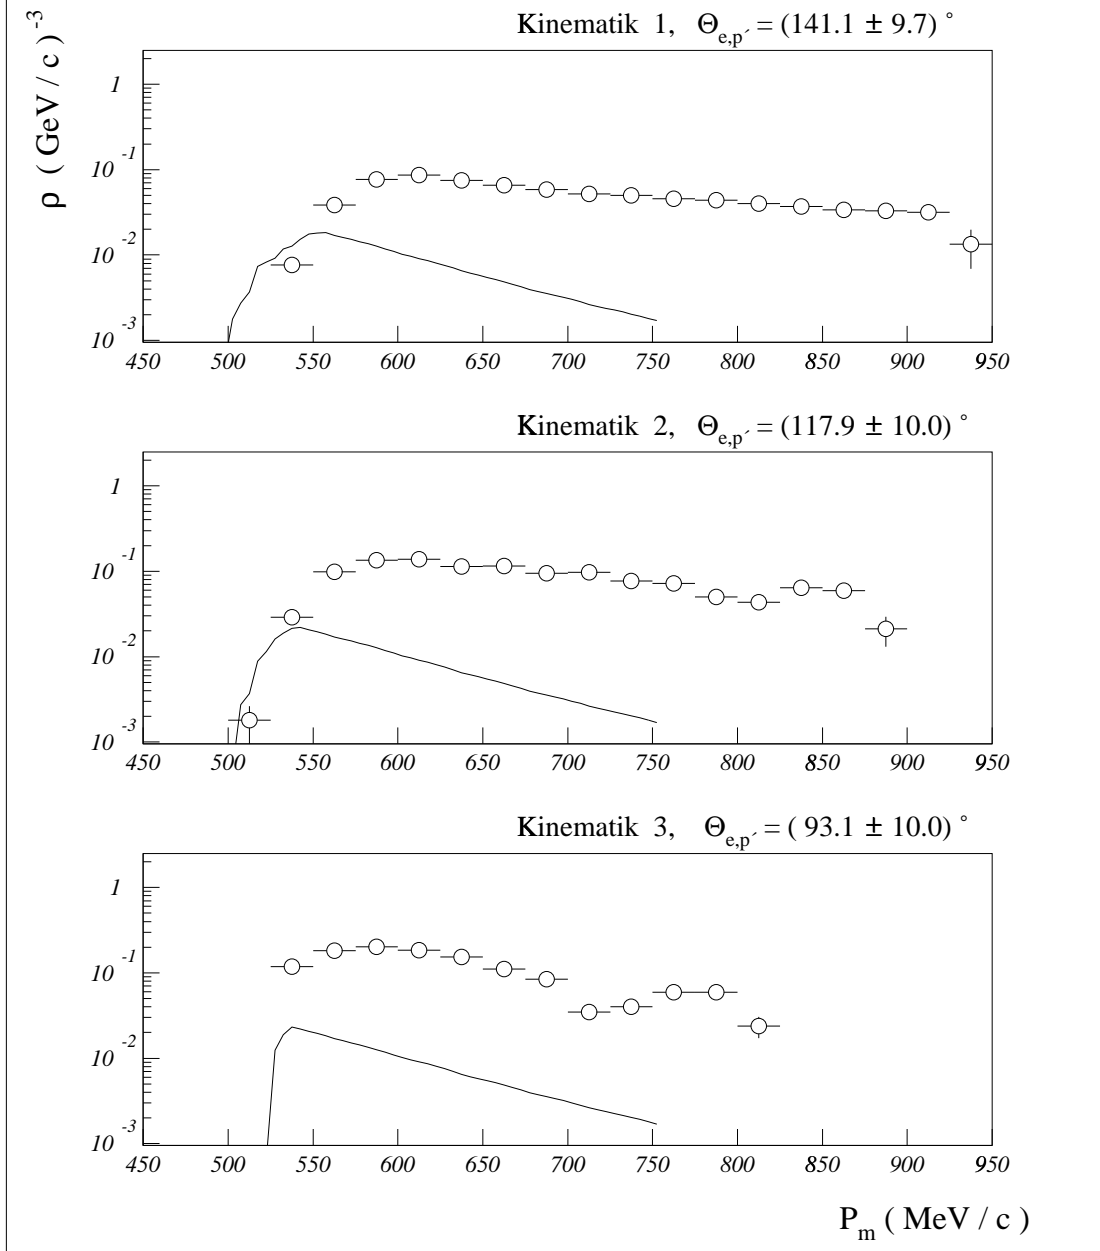 ρ ( GeV / c )⁻³
Kinematik 1, Θe,p´ = (141.1 ± 9.7) °
1
10 -1
10 -2
10 -3
450 500 550 600 650 700 750 800 850 900 950
Kinematik 2, Θe,p´ = (117.9 ± 10.0) °
1
10 -1
10 -2
10 -3
450 500 550 600 650 700 750 800 850 900 950
Kinematik 3, Θe,p´ = ( 93.1 ± 10.0) °
1
10 -1
10 -2
10 -3
450 500 550 600 650 700 750 800 850 900 950
Pm ( MeV / c )